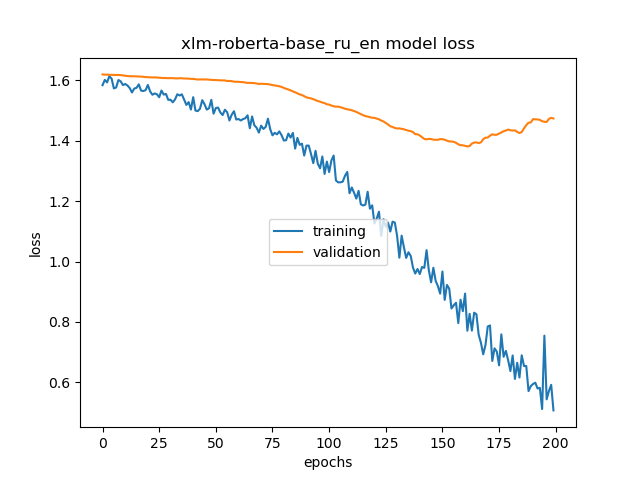 xlm-roberta-base_ru_en model loss
1.6
1.4
1.2
1.0
0.8
0.6
loss
training
validation
0 25 50 75 100 125 150 175 200
epochs